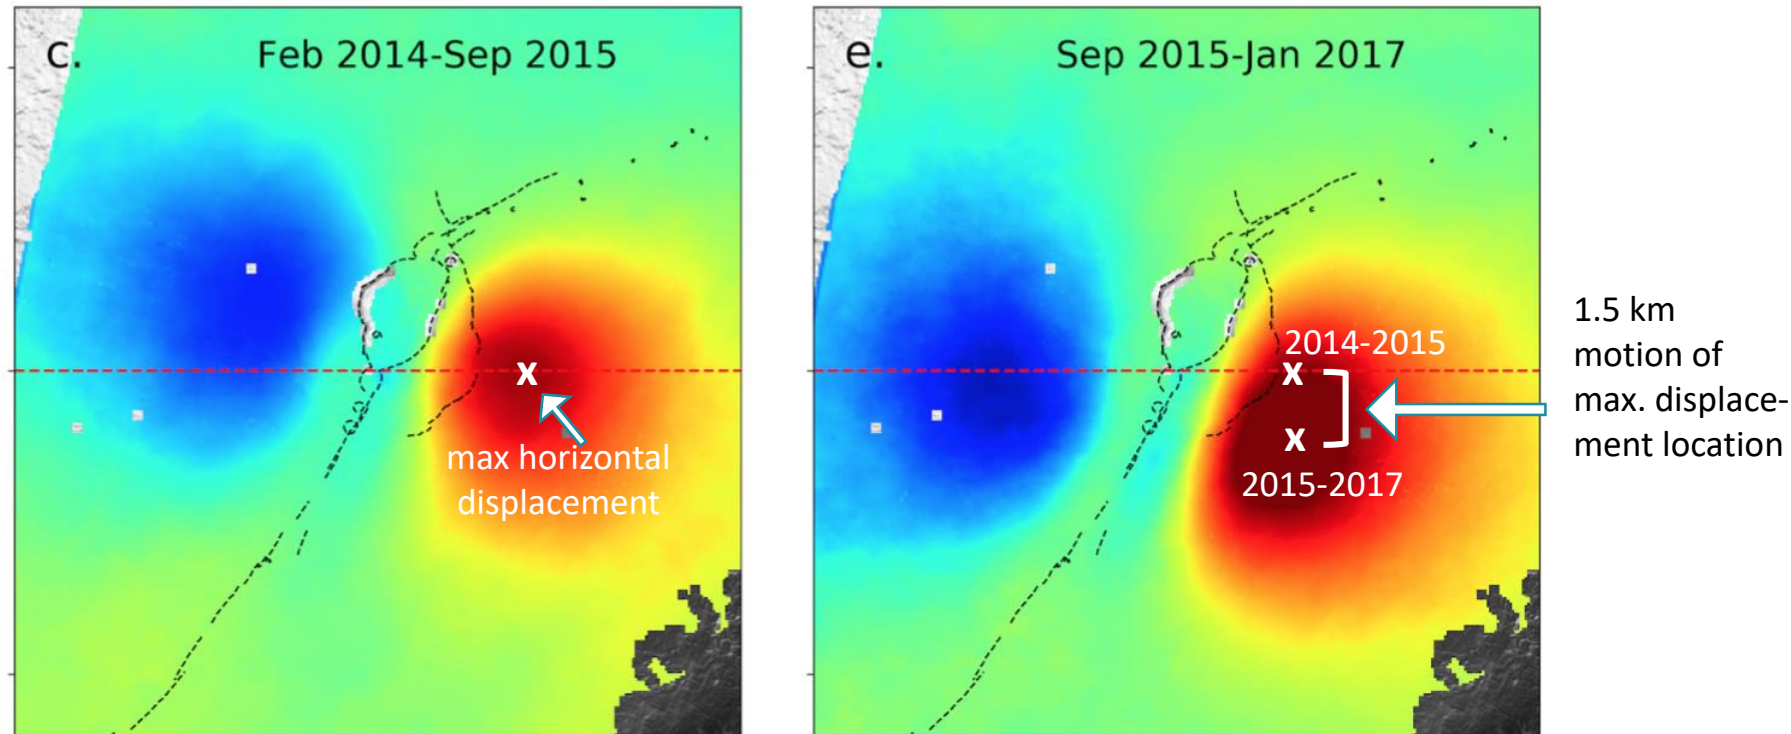 c.
Feb 2014-Sep 2015
x
max horizontal
displacement
e.
Sep 2015-Jan 2017
2014-2015
x
x
2015-2017
1.5 km
motion of
max. displace-
ment location